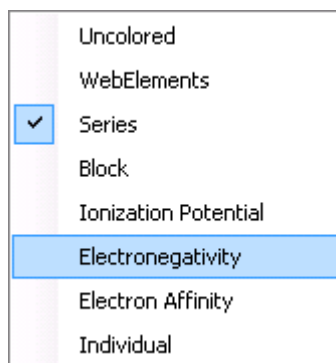 Uncolored
WebElements
Series
Block
Ionization Potential
Electronegativity
Electron Affinity
Individual